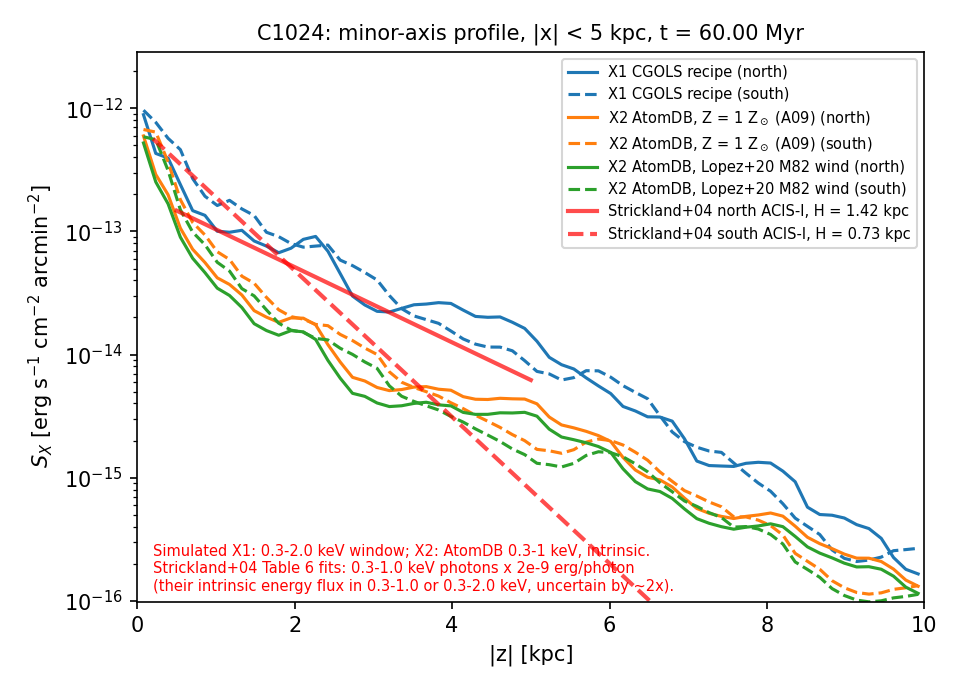 C1024: minor-axis profile, |x| < 5 kpc, t = 60.00 Myr
X1 CGOLS recipe (north)
X1 CGOLS recipe (south)
X2 AtomDB, Z = 1 Z⊙ (A09) (north)
X2 AtomDB, Z = 1 Z⊙ (A09) (south)
X2 AtomDB, Lopez+20 M82 wind (north)
X2 AtomDB, Lopez+20 M82 wind (south)
Strickland+04 north ACIS-I, H = 1.42 kpc
Strickland+04 south ACIS-I, H = 0.73 kpc
10⁻¹²
10⁻¹³
10⁻¹⁴
10⁻¹⁵
10⁻¹⁶
S_X [erg s⁻¹ cm⁻² arcmin⁻²]
Simulated X1: 0.3-2.0 keV window; X2: AtomDB 0.3-1 keV, intrinsic.
Strickland+04 Table 6 fits: 0.3-1.0 keV photons x 2e-9 erg/photon
(their intrinsic energy flux in 0.3-1.0 or 0.3-2.0 keV, uncertain by ~2x).
0 2 4 6 8 10
|z| [kpc]